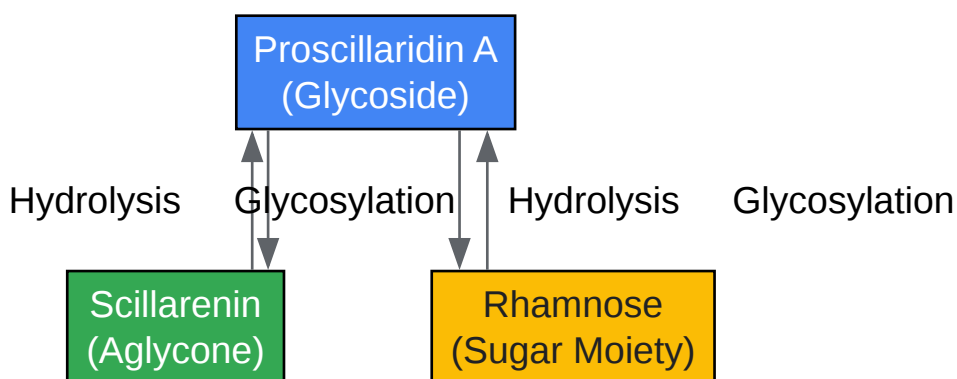 Proscillaridin A
(Glycoside)
Hydrolysis
Glycosylation
Hydrolysis
Glycosylation
Scillarenin
(Aglycone)
Rhamnose
(Sugar Moiety)